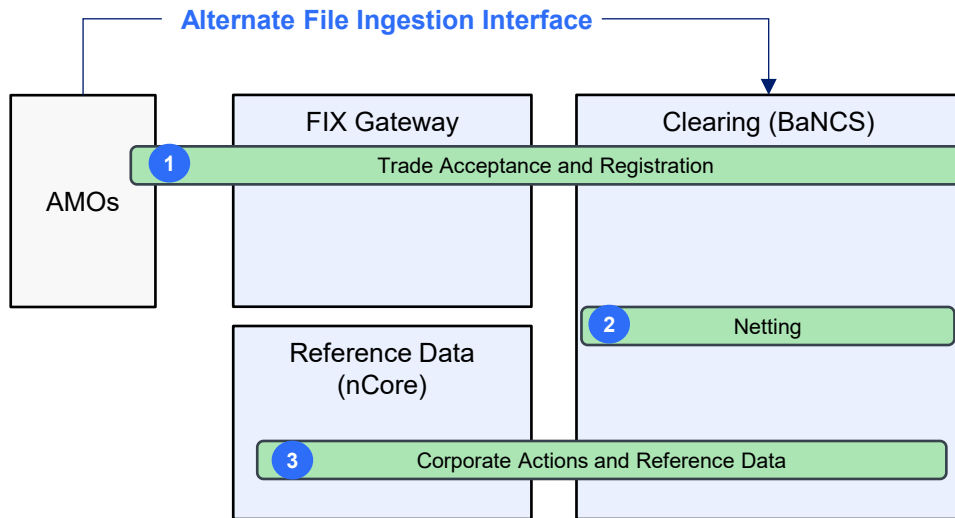 Alternate File Ingestion Interface
AMOs
FIX Gateway
Clearing (BaNCS)
1
Trade Acceptance and Registration
2
Netting
Reference Data
(nCore)
3
Corporate Actions and Reference Data